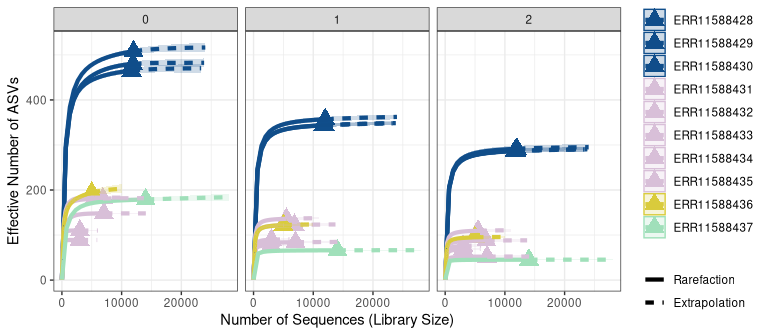 0
1
2
Effective Number of ASVs
400
200
0
0
10000
20000
0
10000
20000
0
10000
20000
Number of Sequences (Library Size)
ERR11588428
ERR11588429
ERR11588430
ERR11588431
ERR11588432
ERR11588433
ERR11588434
ERR11588435
ERR11588436
ERR11588437
Rarefaction
Extrapolation